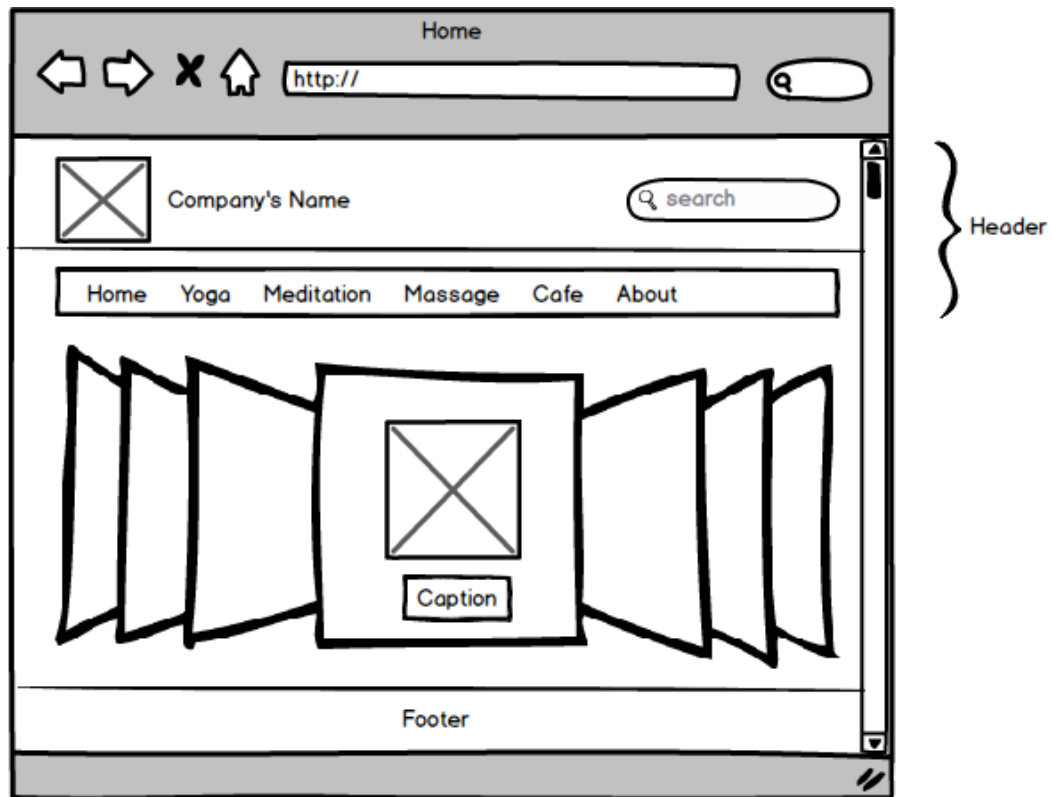 Home
http://
Company's Name
search
Header
Home Yoga Meditation Massage Cafe About
Caption
Footer